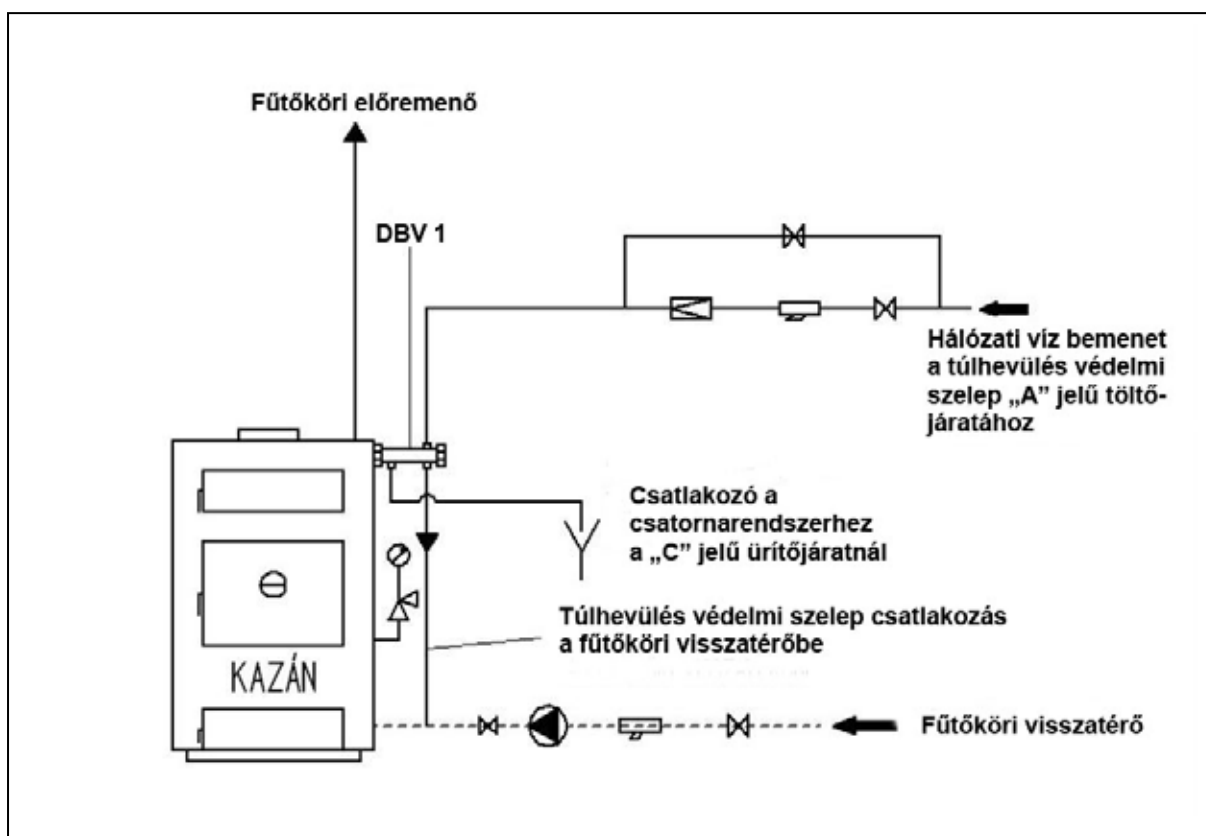 Fűtőköri előremenő
DBV 1
Hálózati víz bemenet
a túlhevülés védelmi
szelep „A” jelű töltő-
járatához
Csatlakozó a
csatornarendszerhez
a „C” jelű ürítőjáratnál
Túlhevülés védelmi szelep csatlakozás
a fűtőköri visszatérőbe
KAZÁN
Fűtőköri visszatérő